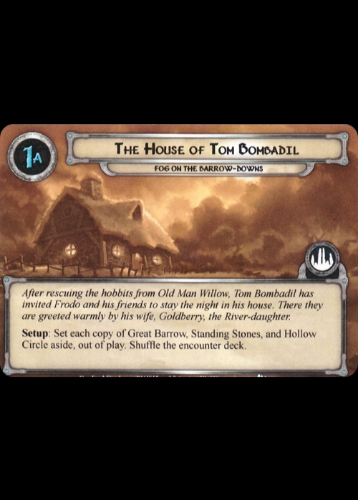 1A
The House of Tom Bombadil
Fog on the Barrow-downs
After rescuing the hobbits from Old Man Willow, Tom Bombadil has
invited Frodo and his friends to stay the night in his house. There they
are greeted warmly by his wife, Goldberry, the River-daughter.
Setup: Set each copy of Great Barrow, Standing Stones, and Hollow
Circle aside, out of play. Shuffle the encounter deck.